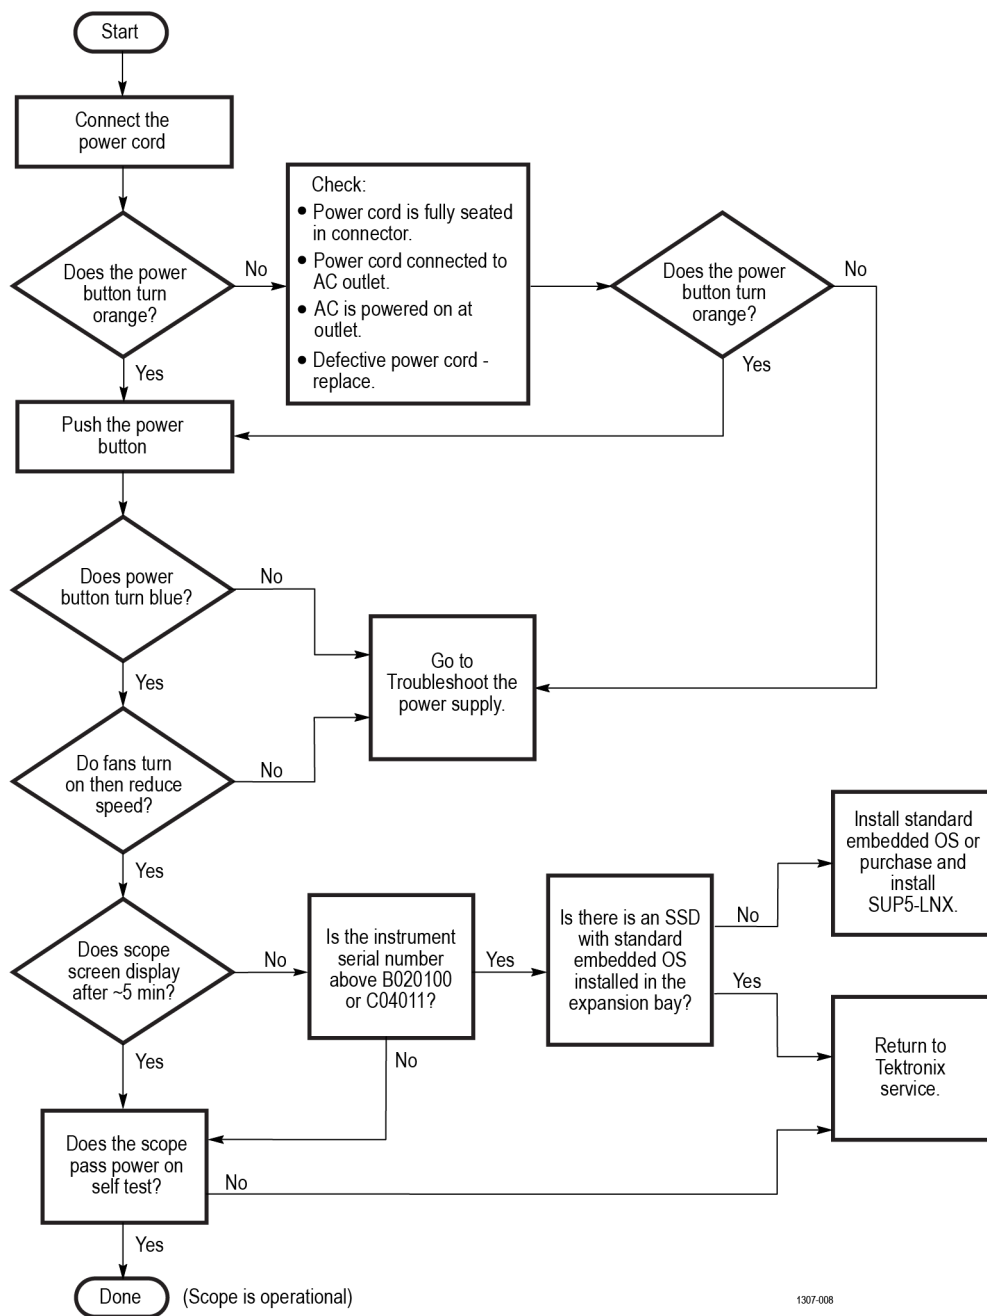 Start
Connect the
power cord
Does the power
button turn
orange?
No
Check:
• Power cord is fully seated
in connector.
• Power cord connected to
AC outlet.
• AC is powered on at
outlet.
• Defective power cord -
replace.
Does the power
button turn
orange?
No
Yes
Yes
Push the power
button
Does power
button turn blue?
No
Go to
Troubleshoot the
power supply.
Yes
Do fans turn
on then reduce
speed?
No
Yes
Does scope
screen display
after ~5 min?
No
Is the instrument
serial number
above B020100
or C04011?
Yes
Is there is an SSD
with standard
embedded OS
installed in the
expansion bay?
No
Install standard
embedded OS or
purchase and
install
SUP5-LNX.
Yes
Return to
Tektronix
service.
Yes
No
Does the scope
pass power on
self test?
No
Yes
Done
(Scope is operational)
1307-008